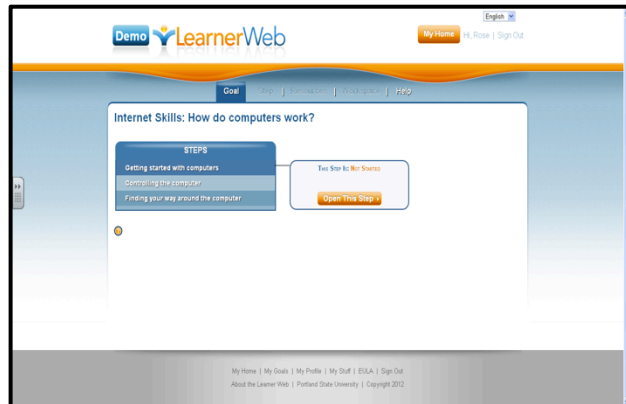 English
Demo LearnerWeb
My Home Hi, Rose | Sign Out
Goal Step | Resources | Workspace | Help
Internet Skills: How do computers work?
STEPS
Getting started with computers
THIS STEP IS: NOT STARTED
Controlling the computer
Finding your way around the computer
Open This Step
My Home | My Goals | My Profile | My Stuff | EULA | Sign Out
About the Learner Web | Portland State University | Copyright 2012